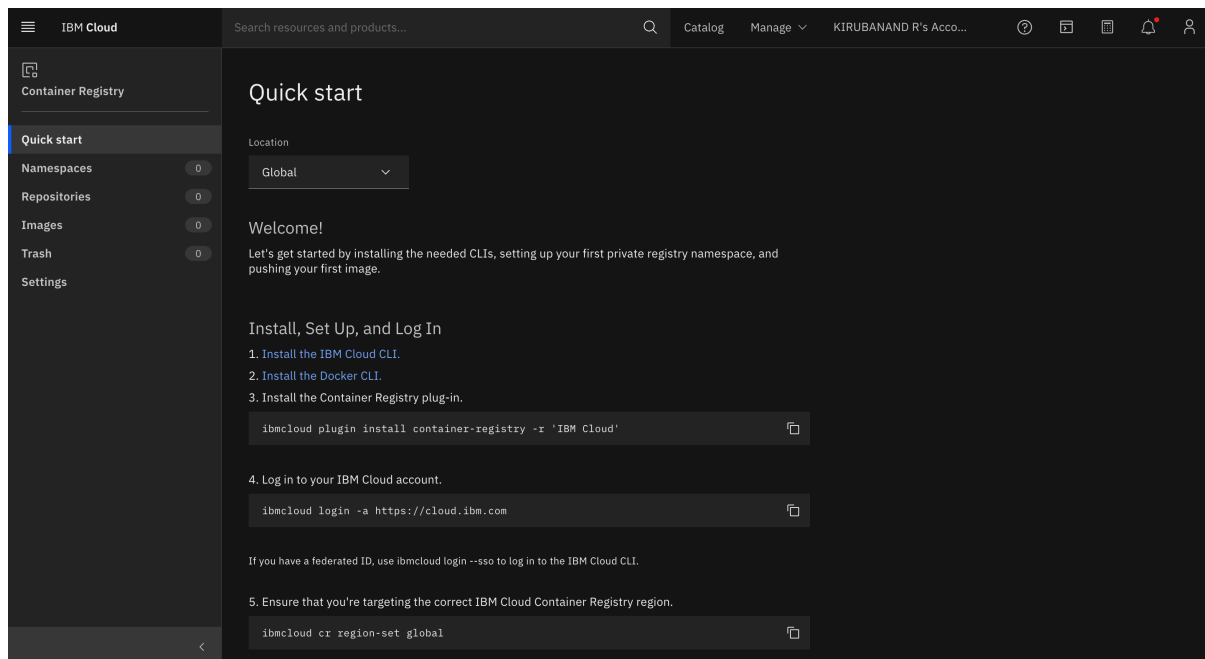 IBM Cloud
Search resources and products...
Catalog
Manage
KIRUBANAND R's Acco...
Container Registry
Quick start
Namespaces 0
Repositories 0
Images 0
Trash 0
Settings
Quick start
Location
Global
Welcome!
Let's get started by installing the needed CLIs, setting up your first private registry namespace, and
pushing your first image.
Install, Set Up, and Log In
1. Install the IBM Cloud CLI.
2. Install the Docker CLI.
3. Install the Container Registry plug-in.
ibmcloud plugin install container-registry -r 'IBM Cloud'
4. Log in to your IBM Cloud account.
ibmcloud login -a https://cloud.ibm.com
If you have a federated ID, use ibmcloud login --sso to log in to the IBM Cloud CLI.
5. Ensure that you're targeting the correct IBM Cloud Container Registry region.
ibmcloud cr region-set global